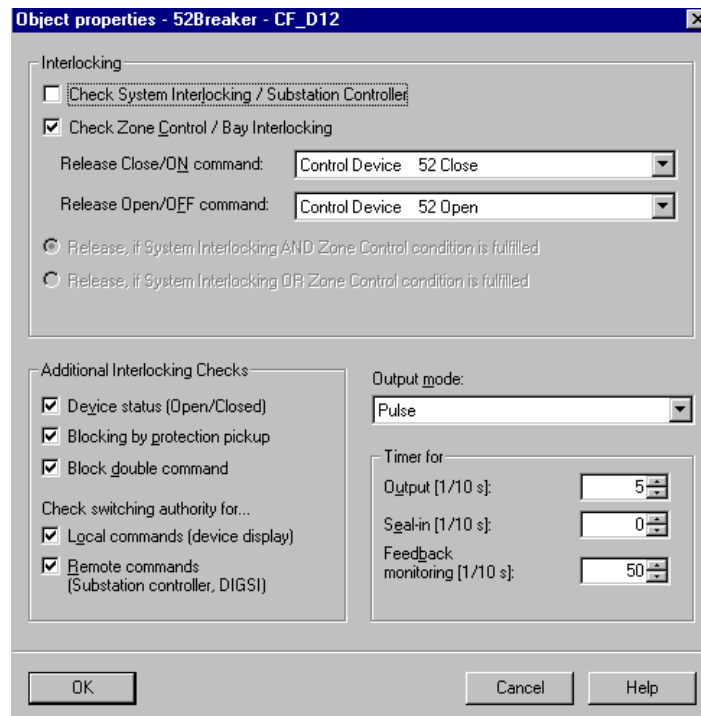 Object properties - 52Breaker - CF_D12
Interlocking
Check System Interlocking / Substation Controller
Check Zone Control / Bay Interlocking
Release Close/ON command:
Control Device 52 Close
Release Open/OFF command:
Control Device 52 Open
Release, if System Interlocking AND Zone Control condition is fulfilled
Release, if System Interlocking OR Zone Control condition is fulfilled
Additional Interlocking Checks
Device status (Open/Closed)
Blocking by protection pickup
Block double command
Check switching authority for...
Local commands (device display)
Remote commands
(Substation controller, DIGSI)
Output mode:
Pulse
Timer for
Output [1/10 s]:
5
Seal-in [1/10 s]:
0
Feedback
monitoring [1/10 s]:
50
OK
Cancel
Help